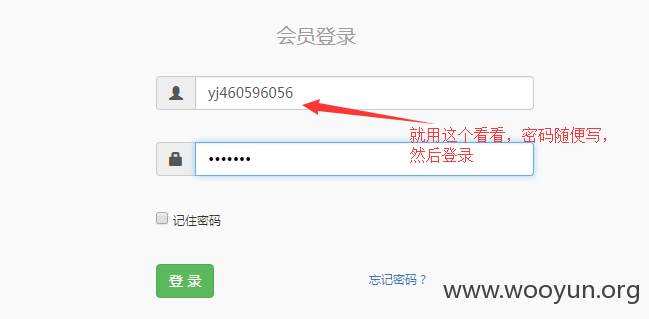 会员登录
yj460596056
就用这个看看，密码随便写，
然后登录
•••••••
记住密码
登 录
忘记密码？
www.wooyun.org